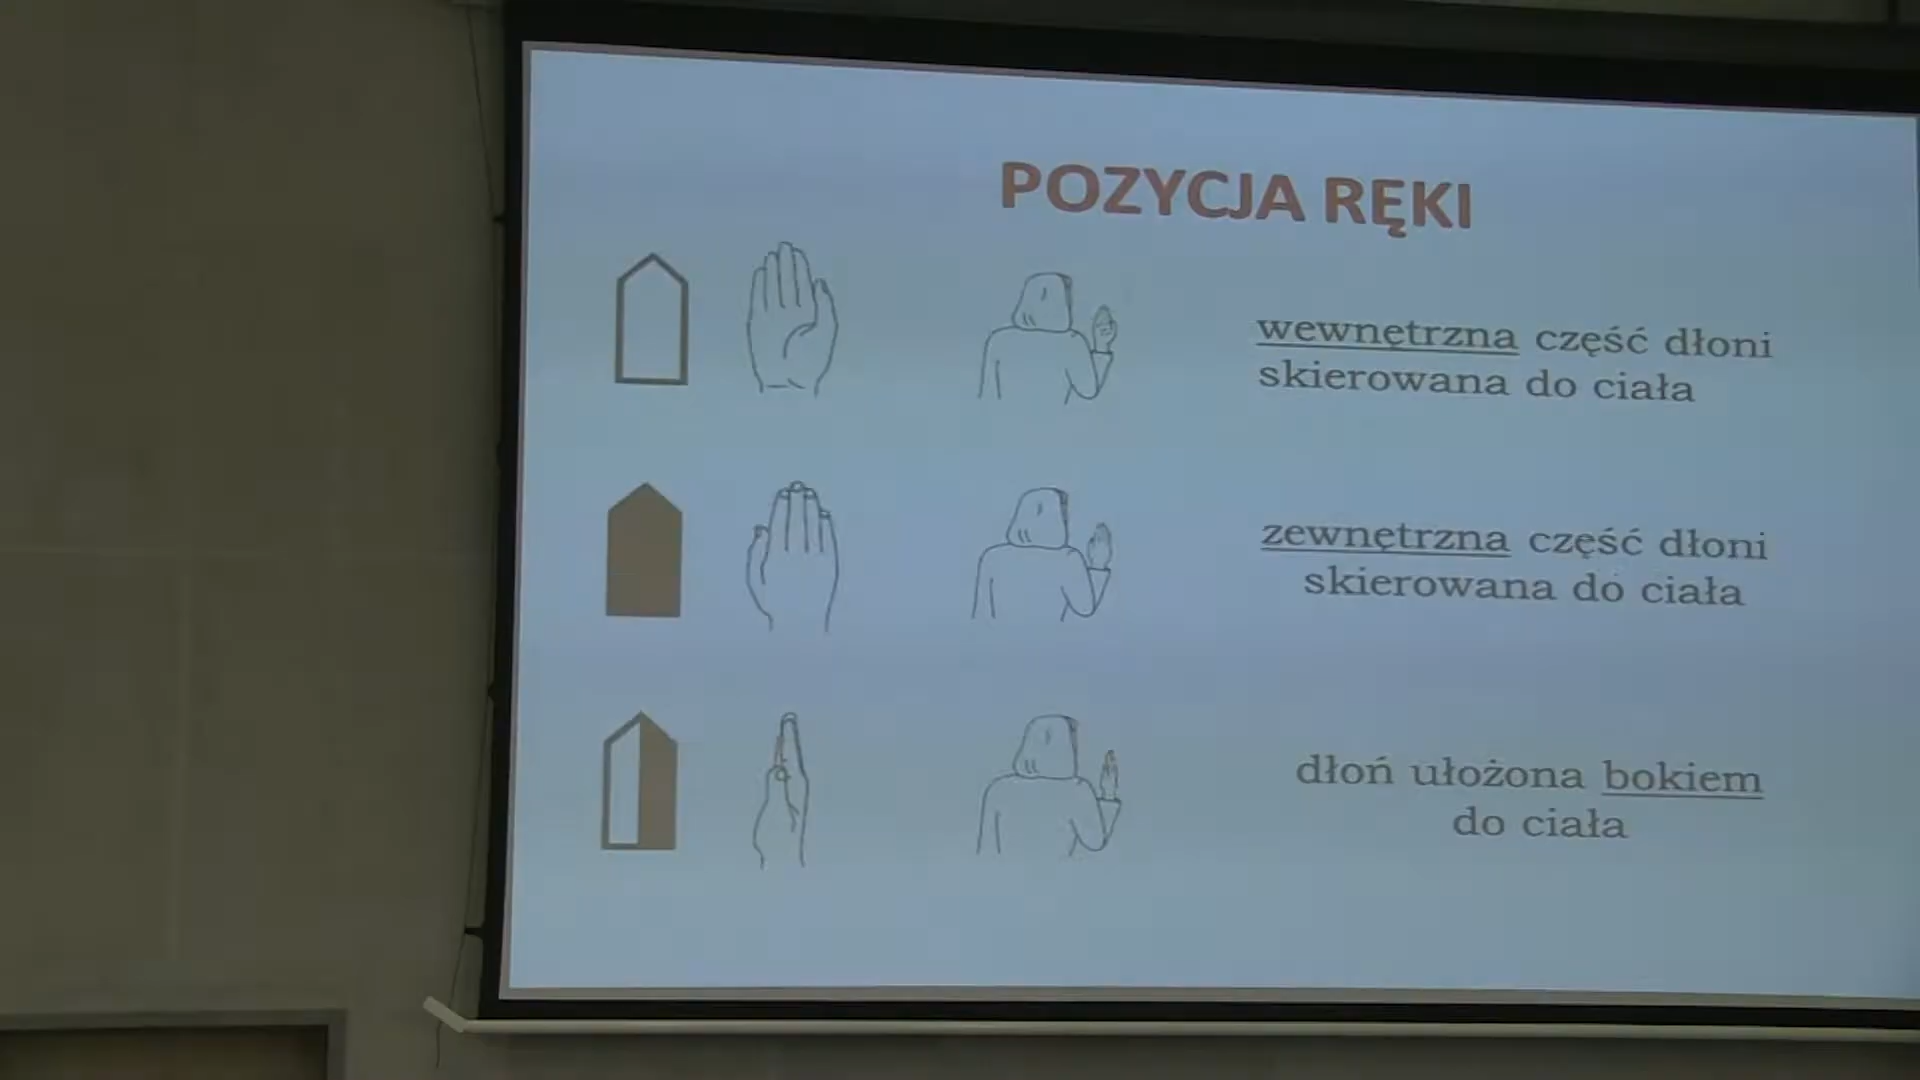 POZYCJA RĘKI
wewnętrzna część dłoni
skierowana do ciała
zewnętrzna część dłoni
skierowana do ciała
dłoń ułożona bokiem
do ciała